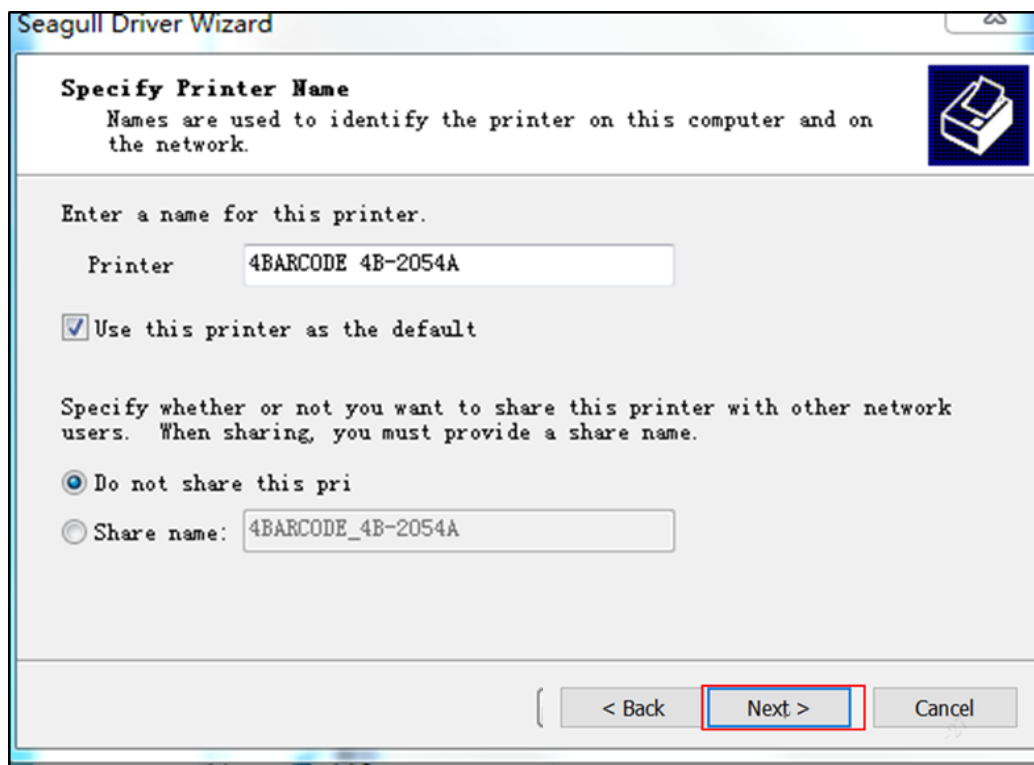 Seagull Driver Wizard
Specify Printer Name
Names are used to identify the printer on this computer and on
the network.
Enter a name for this printer.
Printer 4BARCODE 4B-2054A
Use this printer as the default
Specify whether or not you want to share this printer with other network
users. When sharing, you must provide a share name.
Do not share this pri
Share name: 4BARCODE_4B-2054A
< Back Next > Cancel